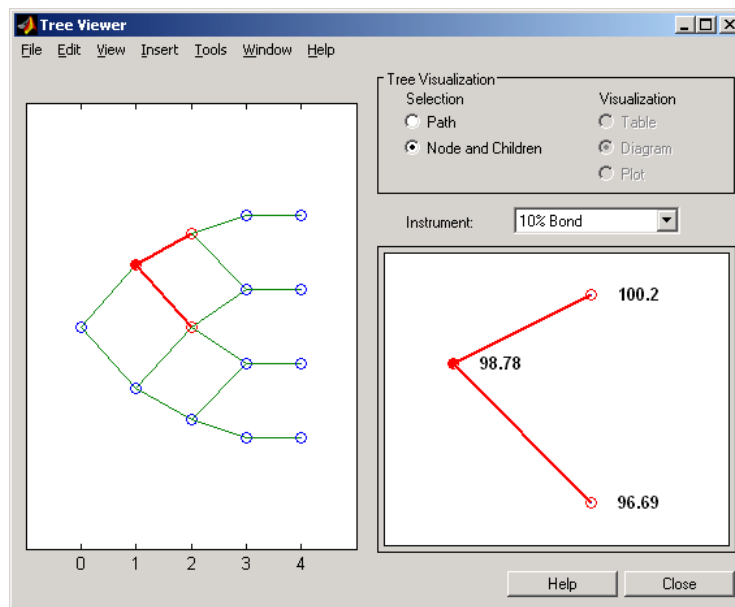 Tree Viewer
File Edit View Insert Tools Window Help
Tree Visualization
Selection
Visualization
Path
Table
Node and Children
Diagram
Plot
Instrument:
10% Bond
100.2
98.78
96.69
0 1 2 3 4
Help
Close